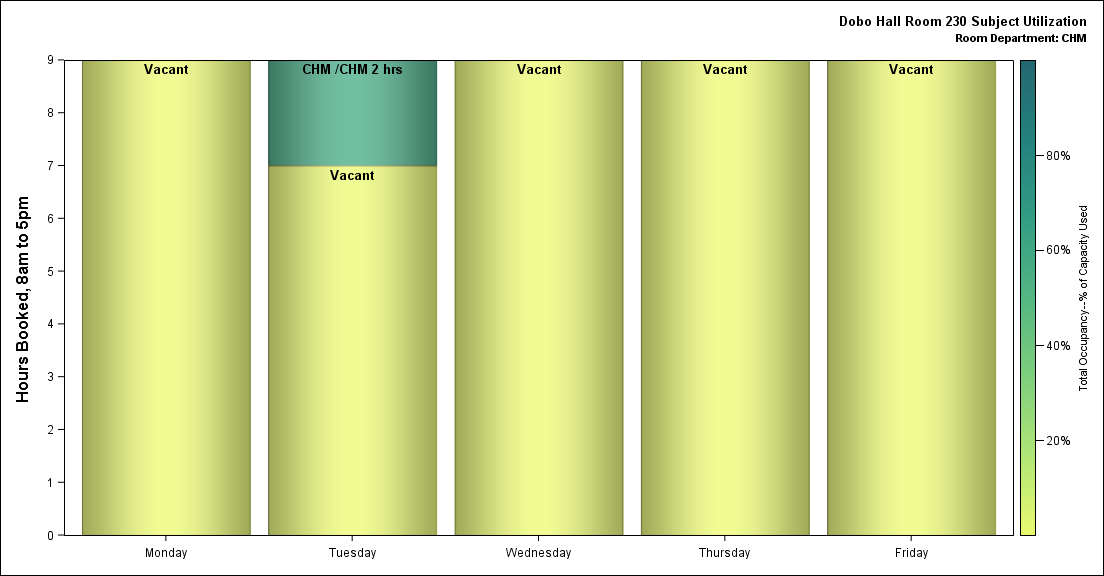 Dobo Hall Room 230 Subject Utilization
Room Department: CHM
Hours Booked, 8am to 5pm
9
8
7
6
5
4
3
2
1
0
Vacant
CHM /CHM 2 hrs
Vacant
Vacant
Vacant
Vacant
Monday
Tuesday
Wednesday
Thursday
Friday
80%
60%
40%
20%
Total Occupancy--% of Capacity Used